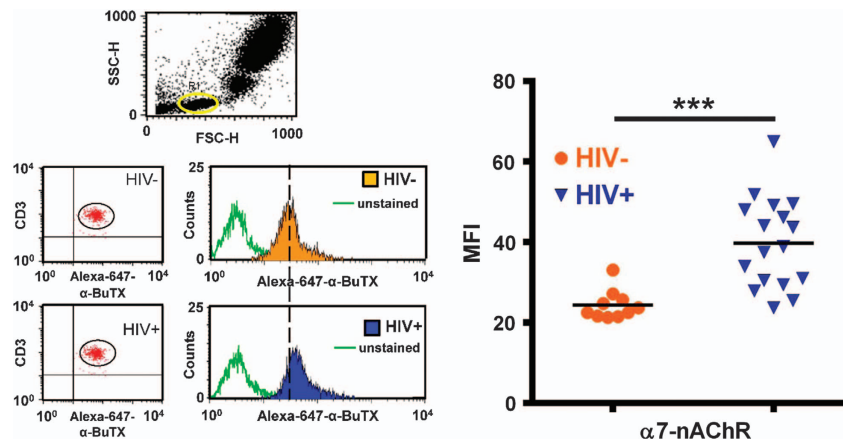 1000
SSC-H
R1
0
0
1000
FSC-H
10⁴
HIV-
CD3
10⁰
10⁰
10⁴
Alexa-647-
α-BuTX
25
HIV-
unstained
Counts
0
10⁰
10⁴
Alexa-647-α-BuTX
10⁴
HIV+
CD3
10⁰
10⁰
10⁴
Alexa-647-
α-BuTX
25
HIV+
unstained
Counts
0
10⁰
10⁴
Alexa-647-α-BuTX
80
***
60
HIV-
HIV+
MFI
40
20
0
α7-nAChR